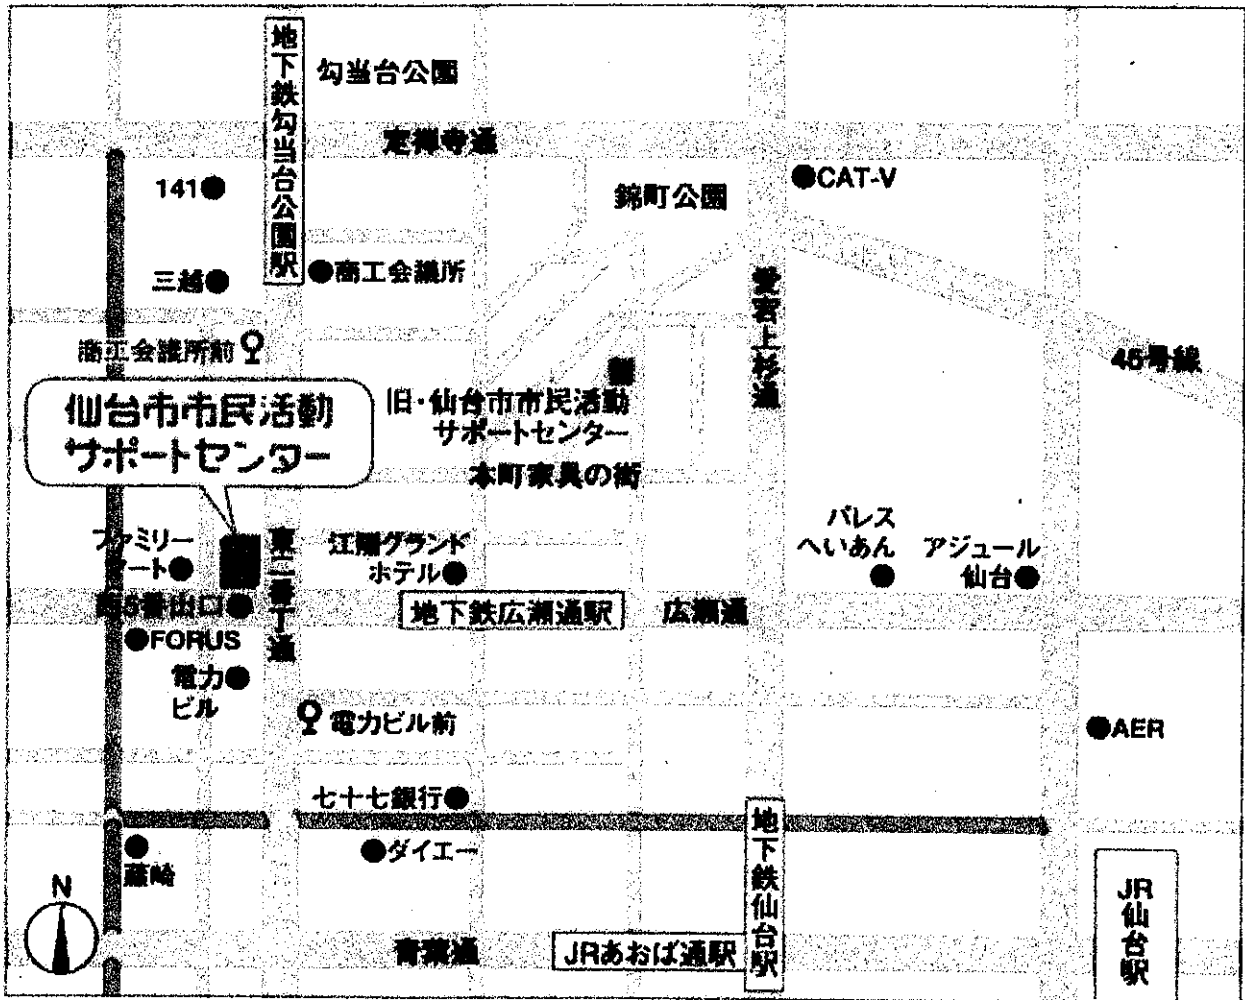 地下鉄勾当台公園駅
勾当台公園
定禅寺通
141
錦町公園
CAT-V
三越
商工会議所
愛宕上杉通
商工会議所前
45号線
仙台市市民活動
サポートセンター
旧・仙台市市民活動
サポートセンター
本町家具の街
ファミリー
マート
東二番丁通
江陽グランド
ホテル
パレス
へいあん
アジュール
仙台
西5番出口
地下鉄広瀬通駅
広瀬通
FORUS
電力
ビル
電力ビル前
AER
七十七銀行
ダイエー
地下鉄仙台駅
藤崎
N
青葉通
JRあおば通駅
JR仙台駅